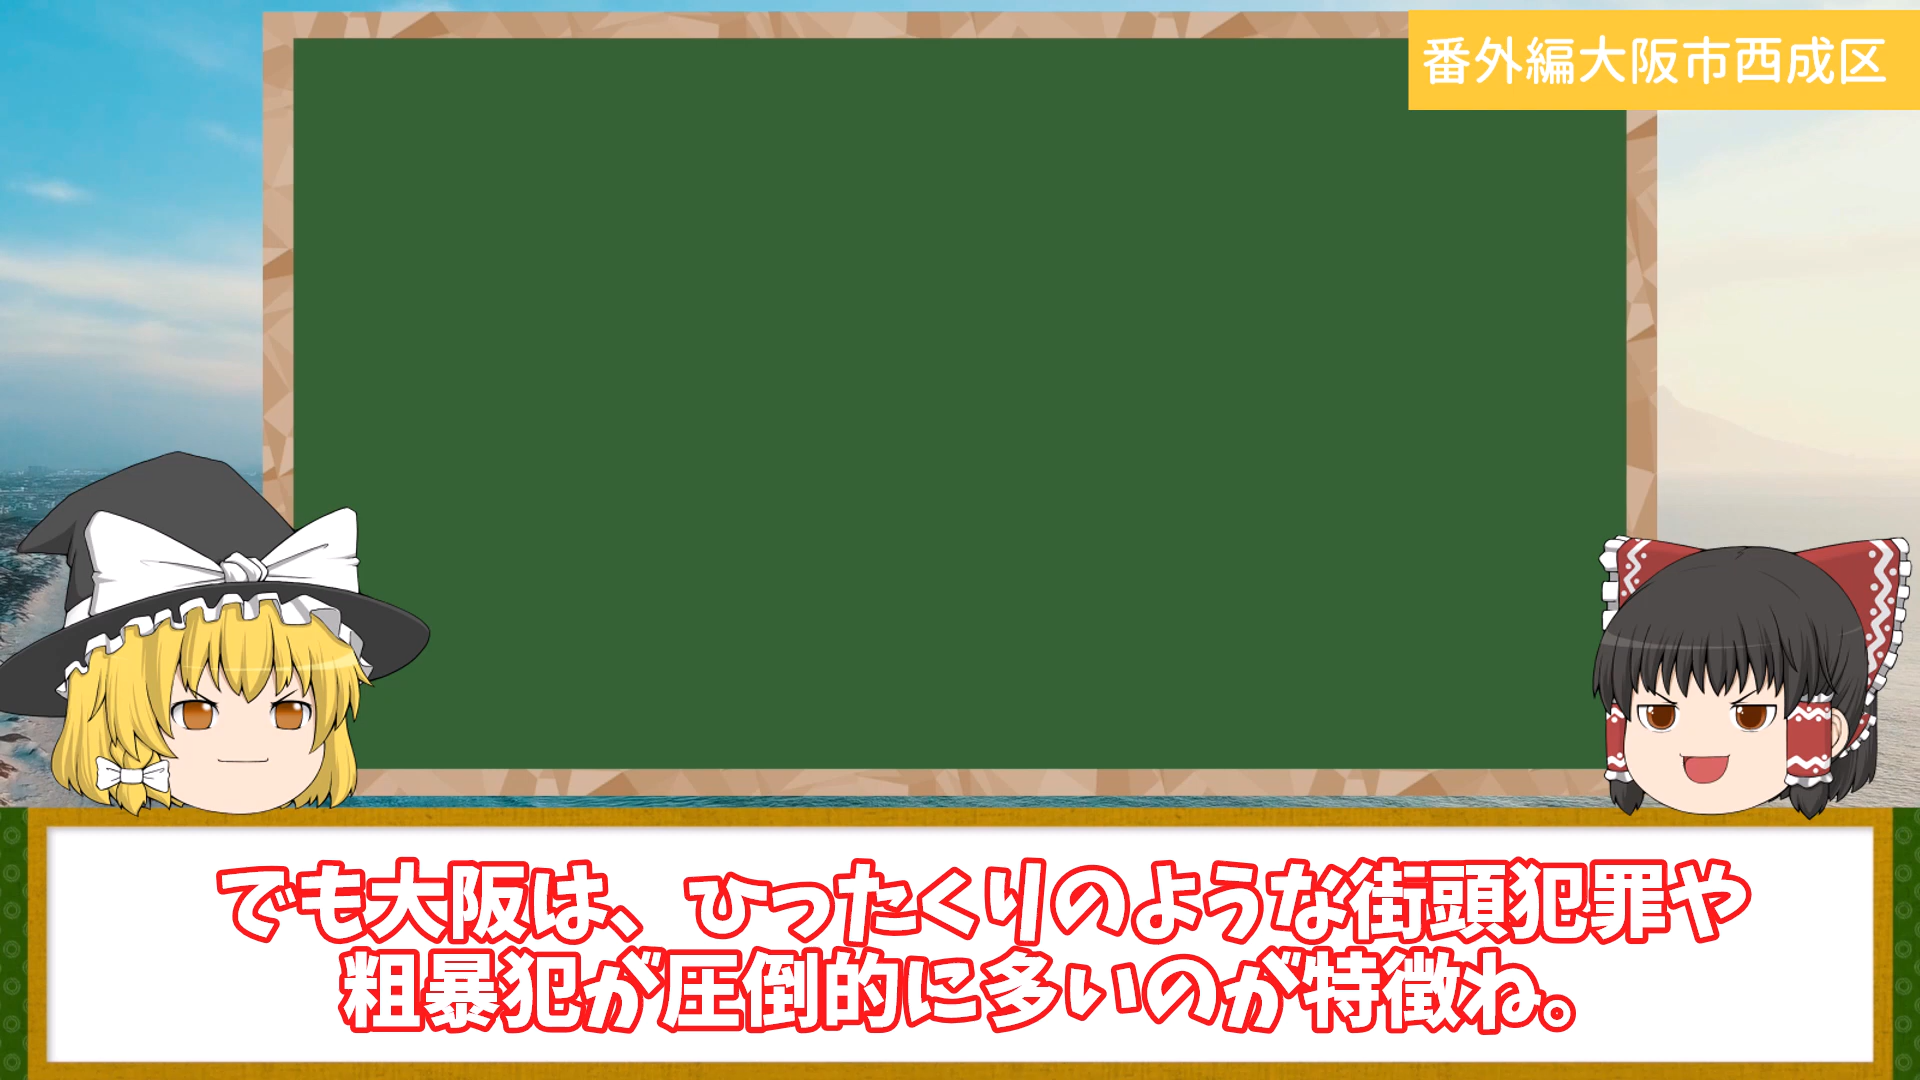 番外編大阪市西成区
でも大阪は、ひったくりのような街頭犯罪や
粗暴犯が圧倒的に多いのが特徴ね。